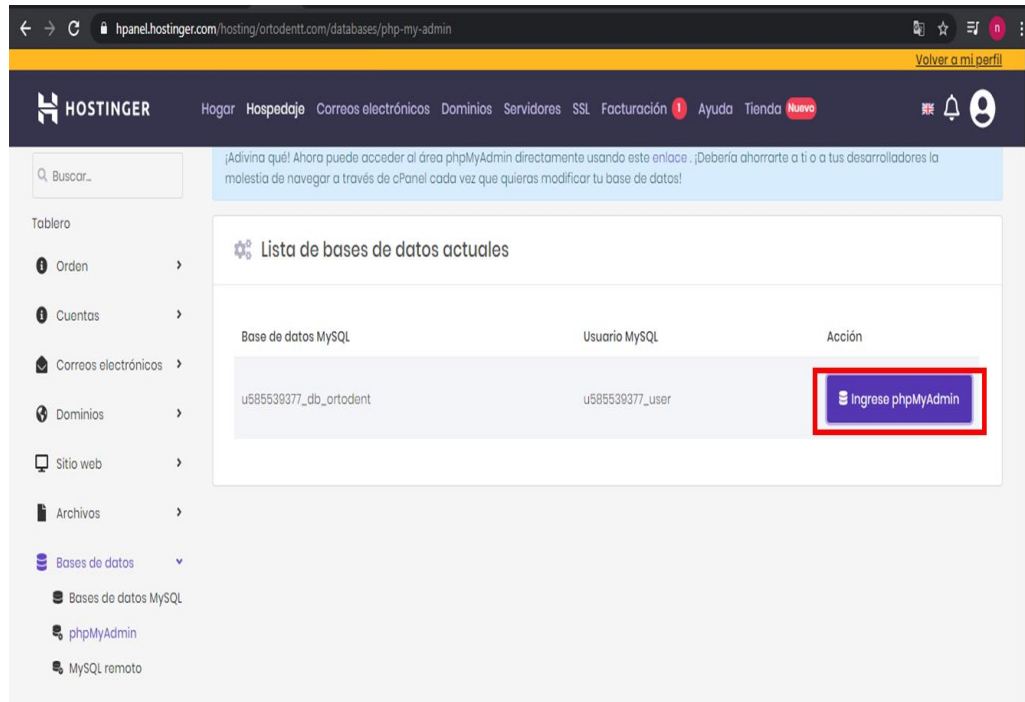 hpanel.hostinger.com/hosting/ortodentt.com/databases/php-my-admin
n
Volver a mi perfil
HOSTINGER
Hogar Hospedaje Correos electrónicos Dominios Servidores SSL Facturación 1 Ayuda Tienda Nuevo
Buscar...
¡Adivina qué! Ahora puede acceder al área phpMyAdmin directamente usando este enlace . ¡Debería ahorrarte a ti o a tus desarrolladores la
molestia de navegar a través de cPanel cada vez que quieras modificar tu base de datos!
Tablero
Orden
Cuentas
Correos electrónicos
Dominios
Sitio web
Archivos
Bases de datos
Bases de datos MySQL
phpMyAdmin
MySQL remoto
Lista de bases de datos actuales
Base de datos MySQL Usuario MySQL Acción
u585539377_db_ortodent u585539377_user Ingrese phpMyAdmin